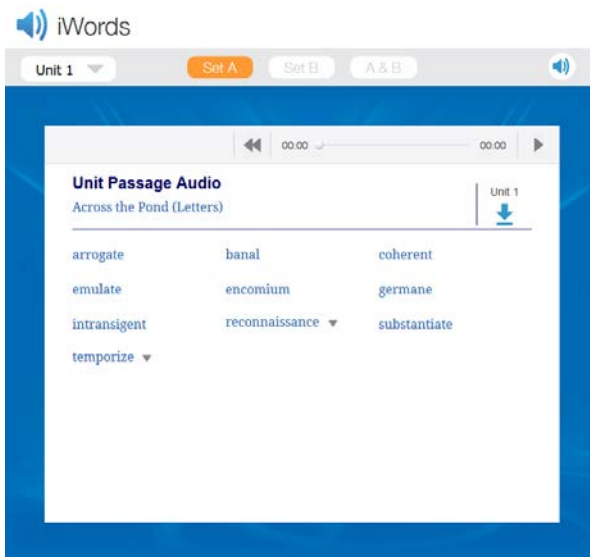 iWords
Unit 1 Set A Set B A & B
00:00 00:00
Unit Passage Audio
Across the Pond (Letters)
Unit 1
arrogate banal coherent
emulate encomium germane
intransigent reconnaissance substantiate
temporize